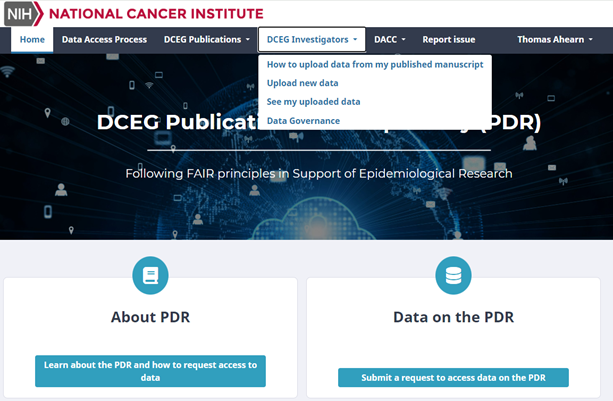 NIH NATIONAL CANCER INSTITUTE
Home Data Access Process DCEG Publications DCEG Investigators DACC Report issue Thomas Ahearn
How to upload data from my published manuscript
Upload new data
See my uploaded data
Data Governance
DCEG (PDR)
Following FAIR principles in Support of Epidemiological Research
About PDR
Learn about the PDR and how to request access to
data
Data on the PDR
Submit a request to access data on the PDR